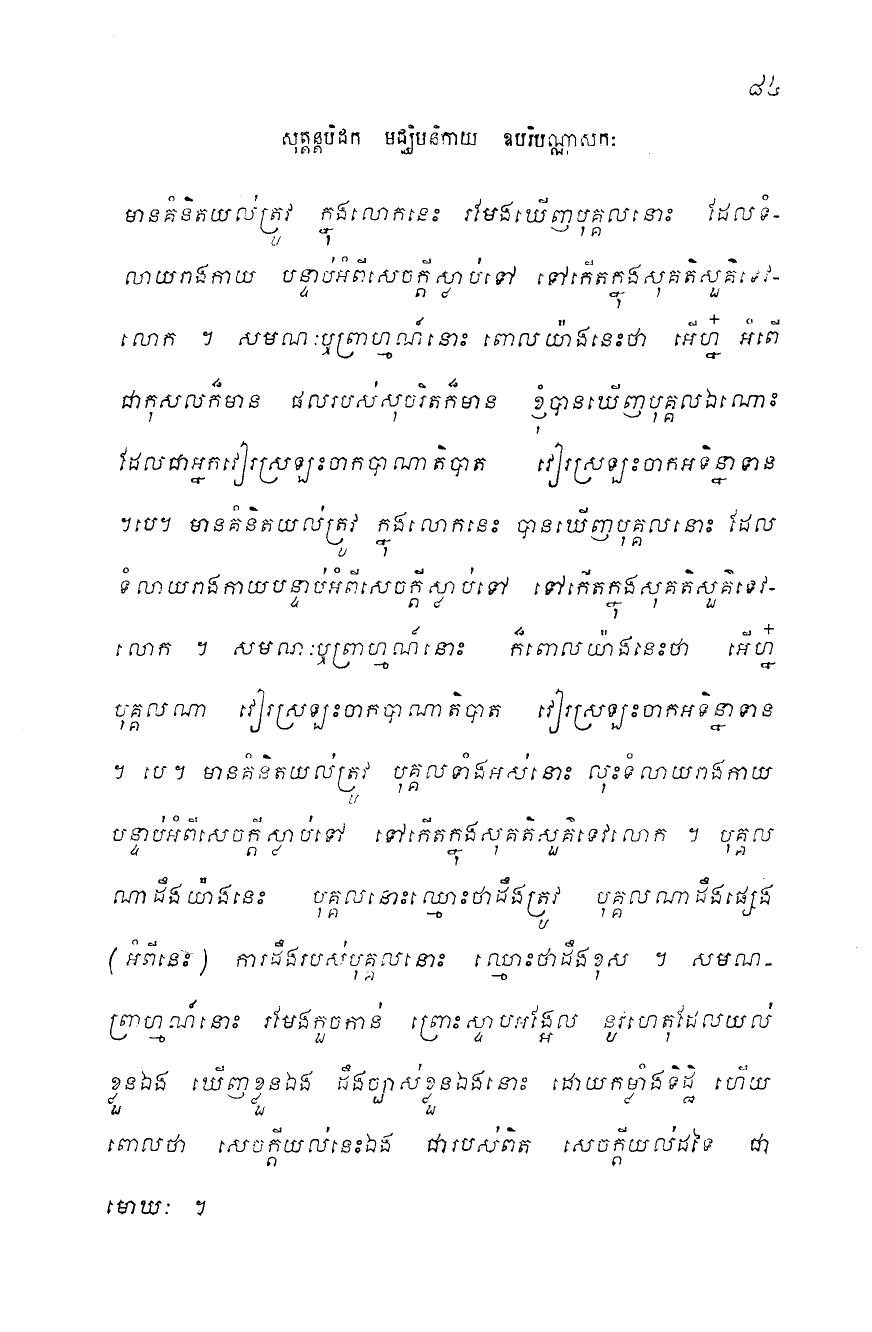 ៨៤
សុត្តន្តបិដក មជ្ឈិមនិកាយ ឧបរិបណ្ណាសកៈ
មានគំនិតយល់ត្រូវ ក្នុងលោកនេះ រមែងឃើញបុគ្គលនោះ ដែលទំ-
លាយរាងកាយ បន្ទាប់អំពីសេចក្តីស្លាប់ទៅ ទៅកើតក្នុងសុគតិសួគ៌ទេវ-
លោក ។ សមណៈឬព្រាហ្មណ៍នោះ ពោលយ៉ាងនេះថា អើហ្ន៎ អំពើ
ជាកុសលក៏មាន ផលរបស់សុចរិតក៏មាន ខ្ញុំបានឃើញបុគ្គលឯណោះ
ដែលជាអ្នកវៀរស្រឡះចាកបាណាតិបាត វៀរស្រឡះចាកអទិន្នាទាន
។បេ។ មានគំនិតយល់ត្រូវ ក្នុងលោកនេះ បានឃើញបុគ្គលនោះ ដែល
ទំលាយរាងកាយបន្ទាប់អំពីសេចក្តីស្លាប់ទៅ ទៅកើតក្នុងសុគតិសួគ៌ទេវ-
លោក ។ សមណៈឬព្រាហ្មណ៍នោះ ក៏ពោលយ៉ាងនេះថា អើហ្ន៎
បុគ្គលណា វៀរស្រឡះចាកបាណាតិបាត វៀរស្រឡះចាកអទិន្នាទាន
។ បេ ។ មានគំនិតយល់ត្រូវ បុគ្គលទាំងអស់នោះ លុះទំលាយរាងកាយ
បន្ទាប់អំពីសេចក្តីស្លាប់ទៅ ទៅកើតក្នុងសុគតិសួគ៌ទេវលោក ។ បុគ្គល
ណាដឹងយ៉ាងនេះ បុគ្គលនោះឈ្មោះថាដឹងត្រូវ បុគ្គលណាដឹងផ្សេង
(អំពីនេះ) ការដឹងរបស់បុគ្គលនោះ ឈ្មោះថាដឹងខុស ។ សមណ-
ព្រាហ្មណ៍នោះ រមែងកួចកាន់ ព្រោះស្ទាបអង្អែល នូវហេតុដែលយល់
ខ្លួនឯង ឃើញខ្លួនឯង ដឹងច្បាស់ខ្លួនឯងនោះ ដោយកម្លាំងទិដ្ឋិ ហើយ
ពោលថា សេចក្តីយល់នេះឯង ជារបស់ពិត សេចក្តីយល់ដទៃ ជា
មោឃៈ ។